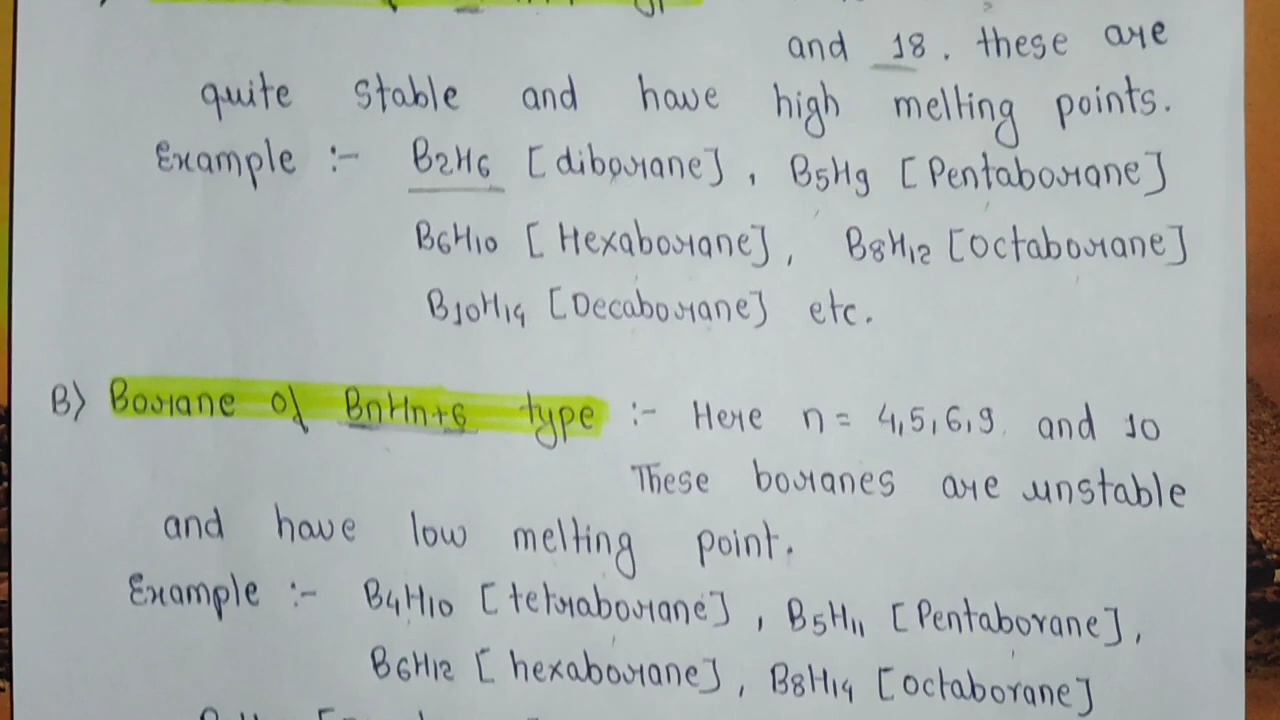 and 18. these are
quite stable and have high melting points.
Example :- B2H6 [diborane], B5H9 [Pentaborane]
B6H10 [Hexaborane], B8H12 [Octaborane]
B10H14 [Decaborane] etc.
B) Borane of BnHn+6 type :- Here n = 4,5,6,9 and 10
These boranes are unstable
and have low melting point.
Example :- B4H10 [tetraborane], B5H11 [Pentaborane],
B6H12 [hexaborane], B8H14 [octaborane]